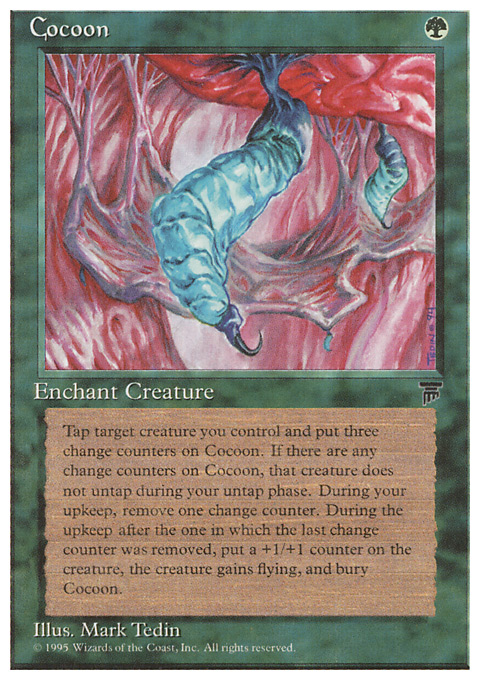 Cocoon
TEDIN © 94
Enchant Creature
Tap target creature you control and put three
change counters on Cocoon. If there are any
change counters on Cocoon, that creature does
not untap during your untap phase. During your
upkeep, remove one change counter. During the
upkeep after the one in which the last change
counter was removed, put a +1/+1 counter on the
creature, the creature gains flying, and bury
Cocoon.
Illus. Mark Tedin
© 1995 Wizards of the Coast, Inc. All rights reserved.